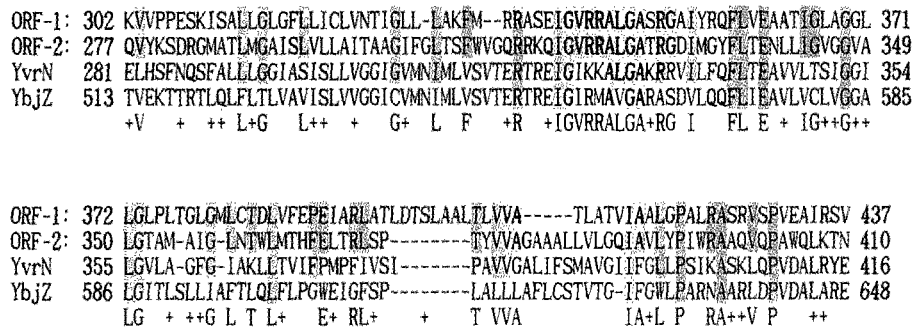 ORF-1: 302 KVVPPESKISALLGLGFLLICLVNTIGLL-LAKFM--RRASEIGVRRALGASRGAIYRQFLVEAATIGLAGGL 371
ORF-2: 277 QVYKSDRGMATLMGAISLVLLAITAAGIFGLTSFWVGQRRKQIGVRRALGATRGDIMGYFLTENLLIGVGGVA 349
YvrN 281 ELHSFNQSFALLLGGIASISLLVGGIGVMNIMLVSVTERTREIGIKKALGAKRRVILFQFLTEAVVLTSIGGI 354
YbjZ 513 TVEKTTRTLQLFLTLVAVISLVVGGICVMNIMLVSVTERTREIGIRMAVGARASDVLQQFLIEAVLVCLVGGA 585
+V + ++ L+G L++ + G+ L F +R +IGVRRALGA+RG I FL E + IG++G++
ORF-1: 372 LGLPLTGLGMLCTDLVFEPEIARLATLDTSLAALTLVVA-----TLATVIAALGPALRASRVSPVEAIRSV 437
ORF-2: 350 LGTAM-AIG-LNTWLMTHFELTRLSP--------TYVVAGAAALLVLGQIAVLYPIWRAAQVQPAWQLKTN 410
YvrN 355 LGVLA-GFG-IAKLLTVIFPMPFIVSI-------PAVVGALIFSMAVGIIFGLLPSIKASKLQPVDALRYE 416
YbjZ 586 LGITLSLLIAFTLQLFLPGWEIGFSP--------LALLLAFLCSTVTG-IFGWLPARNAARLDPVDALARE 648
LG + ++G L T L+ E+ RL+ + T VVA IA+L P RA++V P ++